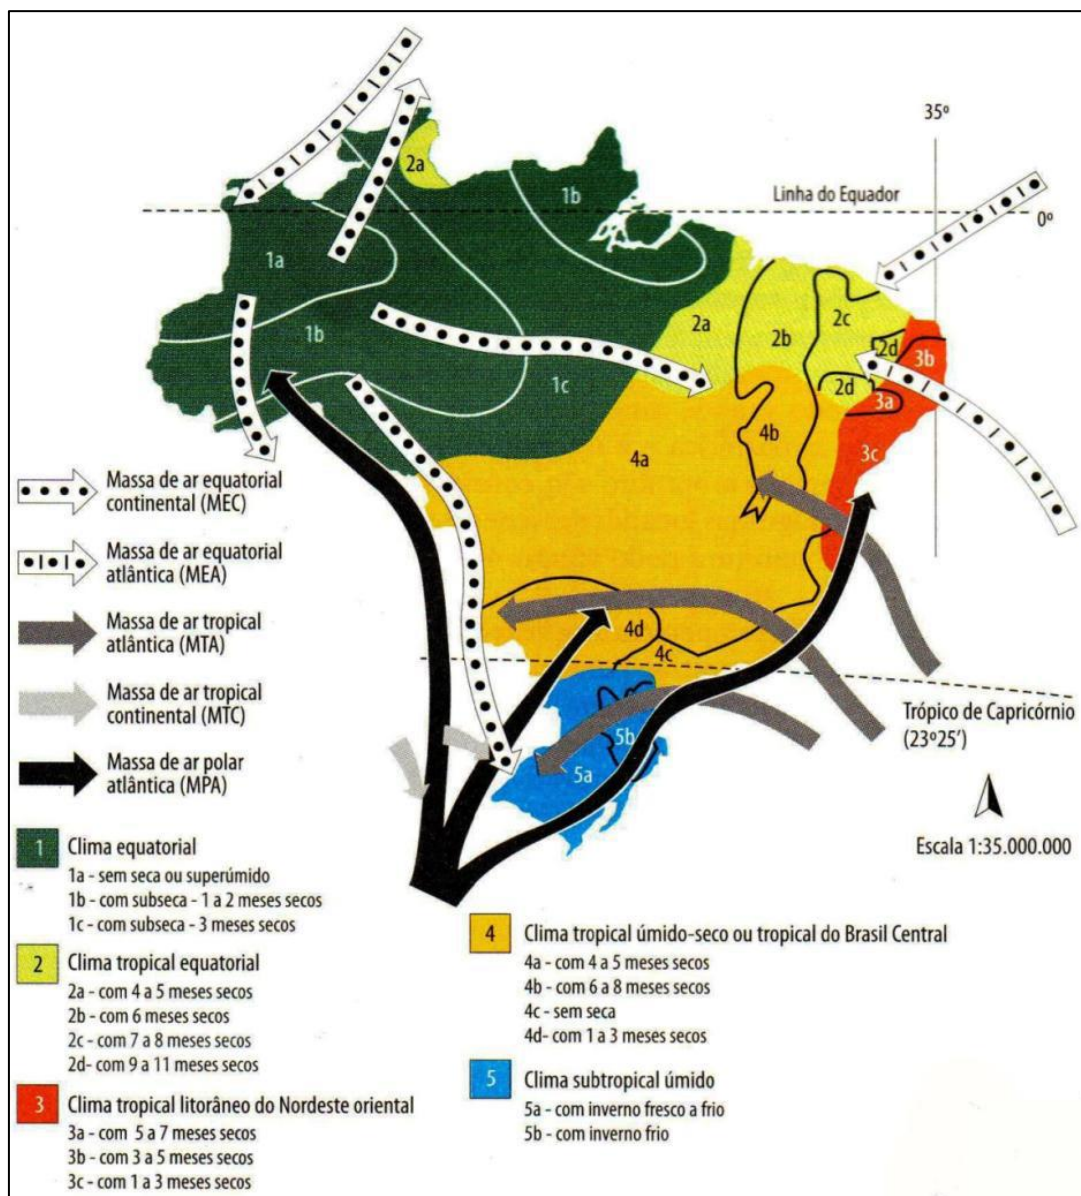 35º
Linha do Equador
0º
2a
1b
1a
1b
1c
2a
2b
2c
2d
3b
2d
3a
3c
4a
4b
4d
4c
5b
5a
Massa de ar equatorial
continental (MEC)
Massa de ar equatorial
atlântica (MEA)
Massa de ar tropical
atlântica (MTA)
Massa de ar tropical
continental (MTC)
Massa de ar polar
atlântica (MPA)
Trópico de Capricórnio
(23º25’)
Escala 1:35.000.000
1 Clima equatorial
1a - sem seca ou superúmido
1b - com subseca - 1 a 2 meses secos
1c - com subseca - 3 meses secos
2 Clima tropical equatorial
2a - com 4 a 5 meses secos
2b - com 6 meses secos
2c - com 7 a 8 meses secos
2d- com 9 a 11 meses secos
3 Clima tropical litorâneo do Nordeste oriental
3a - com 5 a 7 meses secos
3b - com 3 a 5 meses secos
3c - com 1 a 3 meses secos
4 Clima tropical úmido-seco ou tropical do Brasil Central
4a - com 4 a 5 meses secos
4b - com 6 a 8 meses secos
4c - sem seca
4d- com 1 a 3 meses secos
5 Clima subtropical úmido
5a - com inverno fresco a frio
5b - com inverno frio